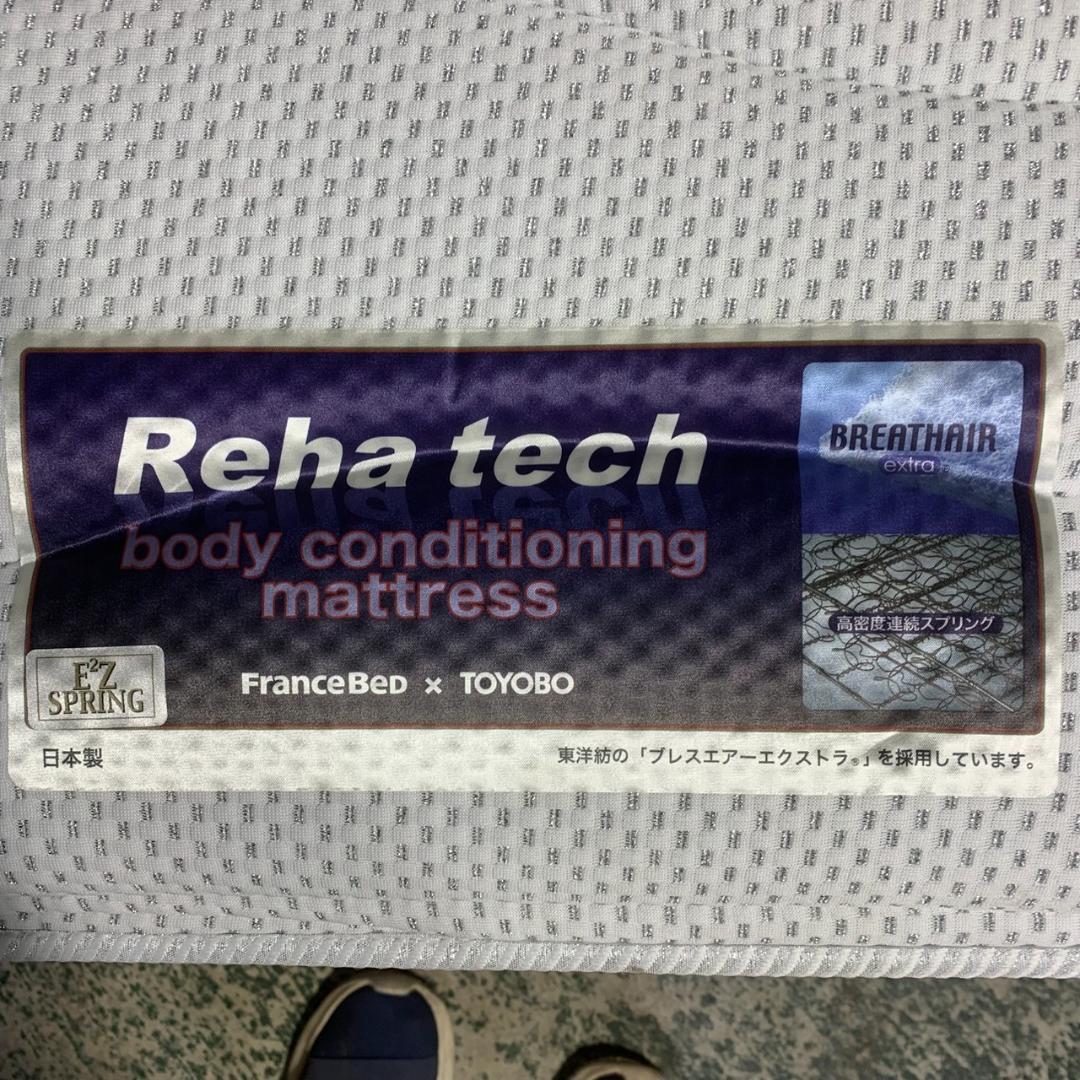 Reha tech
body conditioning
mattress
FranceBeD × TOYOBO
E²Z
SPRING
BREATHAIR
extra
高密度連続スプリング
日本製
東洋紡の「ブレスエアーエクストラ®」を採用しています。